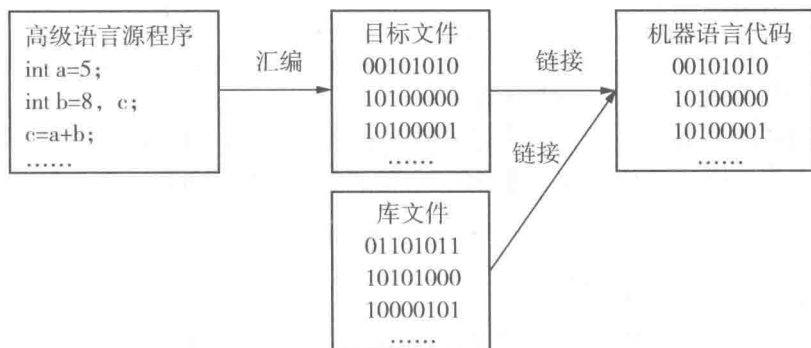 高级语言源程序
int a=5;
int b=8, c;
c=a+b;
……
汇编
目标文件
00101010
10100000
10100001
……
链接
链接
机器语言代码
00101010
10100000
10100001
……
库文件
01101011
10101000
10000101
……